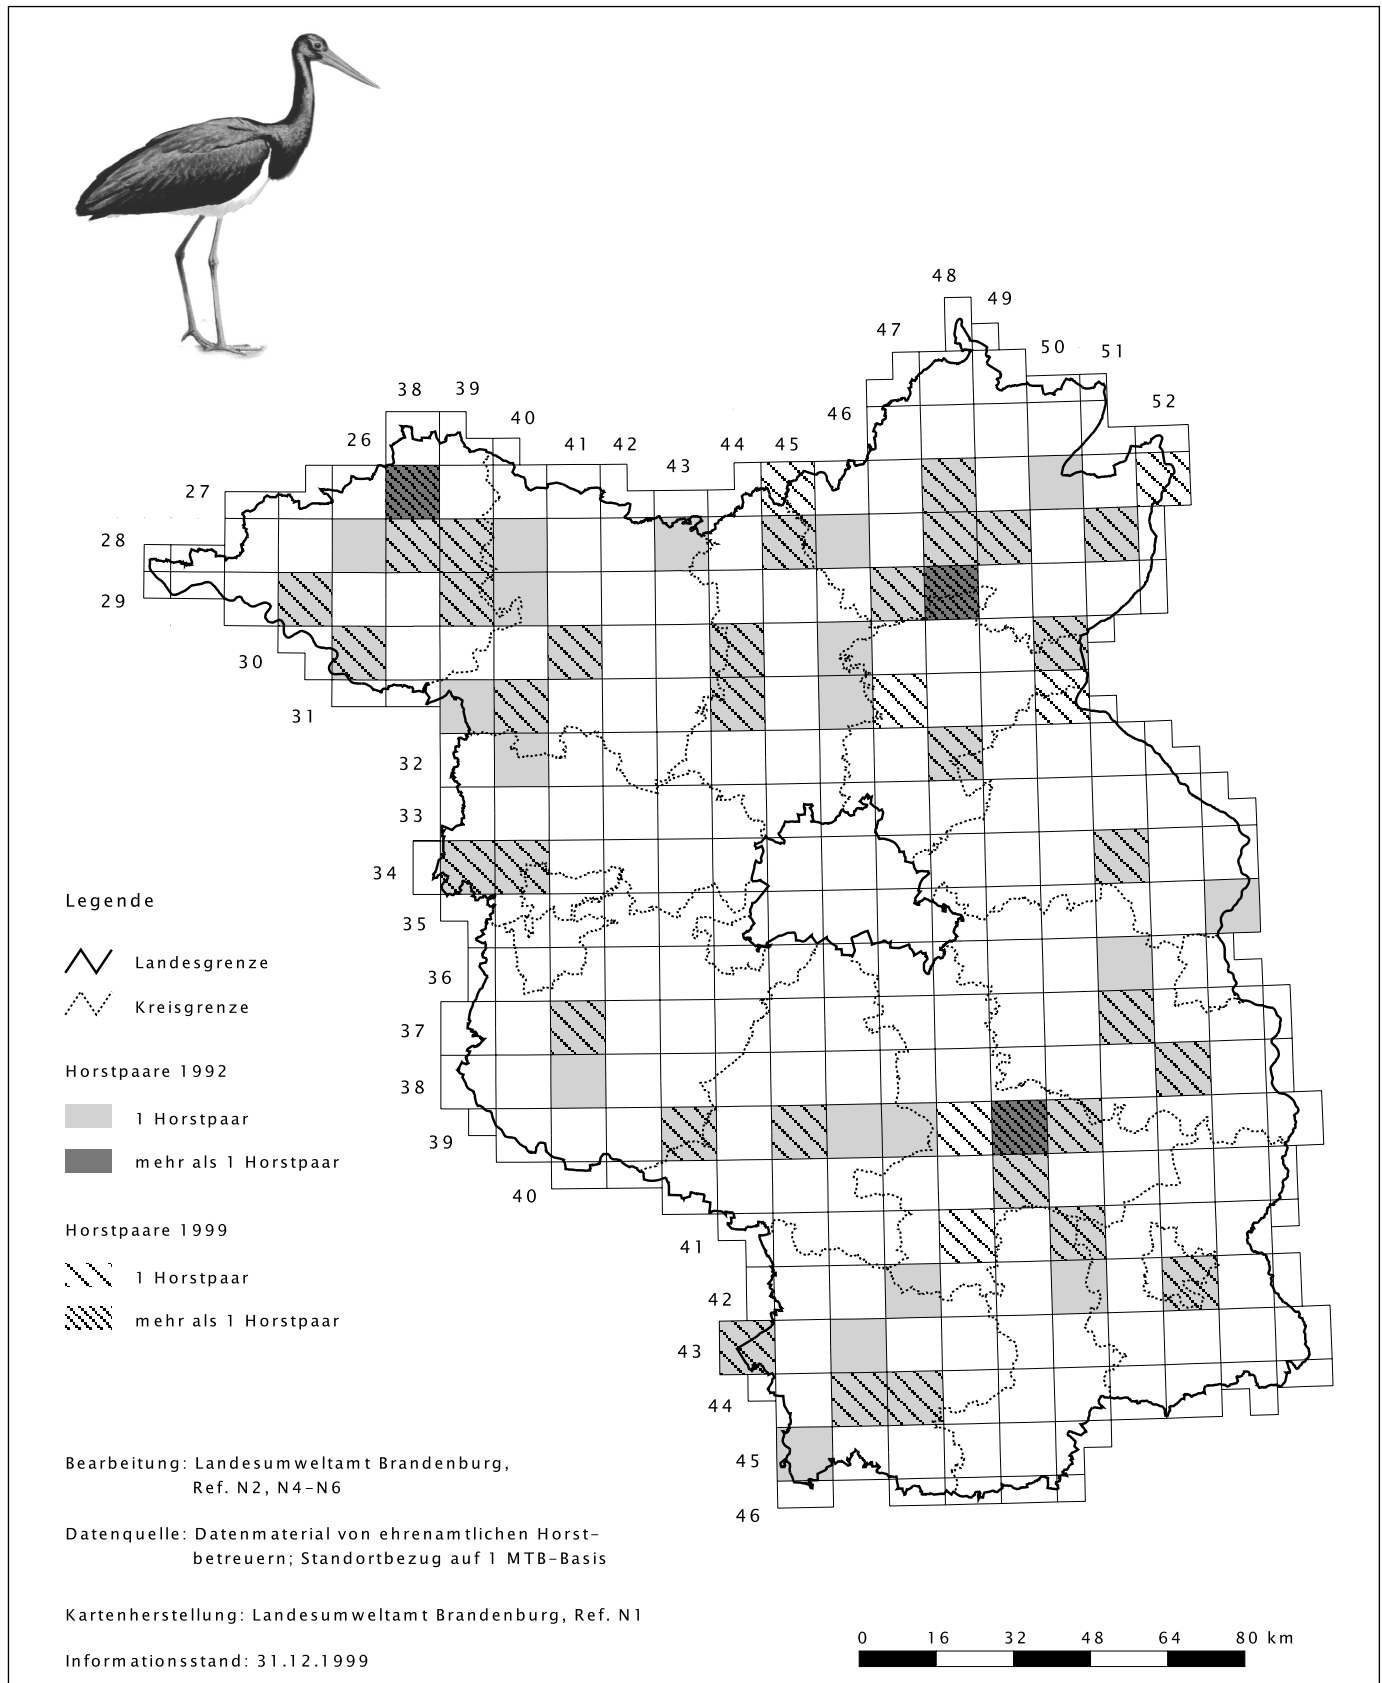 48
49
47
50
51
38
39
52
46
40
26
41
42
44
45
43
27
28
29
30
31
32
33
34
35
36
37
38
39
40
41
42
43
44
45
46
Legende
Landesgrenze
Kreisgrenze
Horstpaare 1992
1 Horstpaar
mehr als 1 Horstpaar
Horstpaare 1999
1 Horstpaar
mehr als 1 Horstpaar
Bearbeitung: Landesumweltamt Brandenburg,
Ref. N2, N4-N6
Datenquelle: Datenmaterial von ehrenamtlichen Horst-
betreuern; Standortbezug auf 1 MTB-Basis
Kartenherstellung: Landesumweltamt Brandenburg, Ref. N1
Informationsstand: 31.12.1999
0 16 32 48 64 80 km